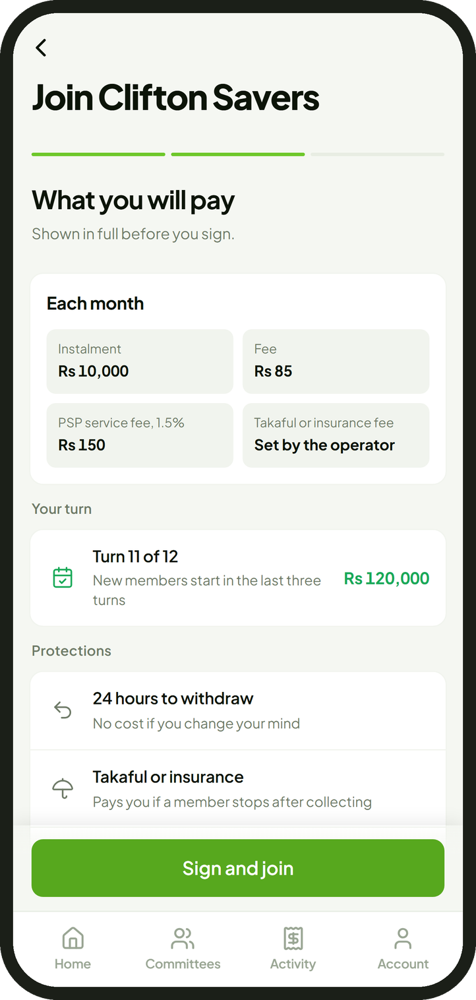 Join Clifton Savers
What you will pay
Shown in full before you sign.
Each month
Instalment
Rs 10,000
Fee
Rs 85
PSP service fee, 1.5%
Rs 150
Takaful or insurance fee
Set by the operator
Your turn
Turn 11 of 12
New members start in the last three
turns
Rs 120,000
Protections
24 hours to withdraw
No cost if you change your mind
Takaful or insurance
Pays you if a member stops after collecting
Sign and join
Home
Committees
Activity
Account